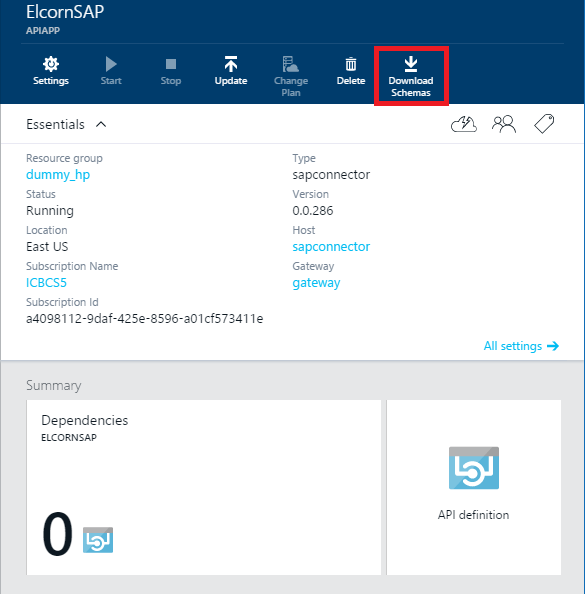 ElcornSAP
APIAPP
Settings
Start
Stop
Update
Change
Plan
Delete
Download
Schemas
Essentials
Resource group
dummy_hp
Type
sapconnector
Status
Running
Version
0.0.286
Location
East US
Host
sapconnector
Subscription Name
ICBCS5
Gateway
gateway
Subscription Id
a4098112-9daf-425e-8596-a01cf573411e
All settings
Summary
Dependencies
ELCORNSAP
0
API definition